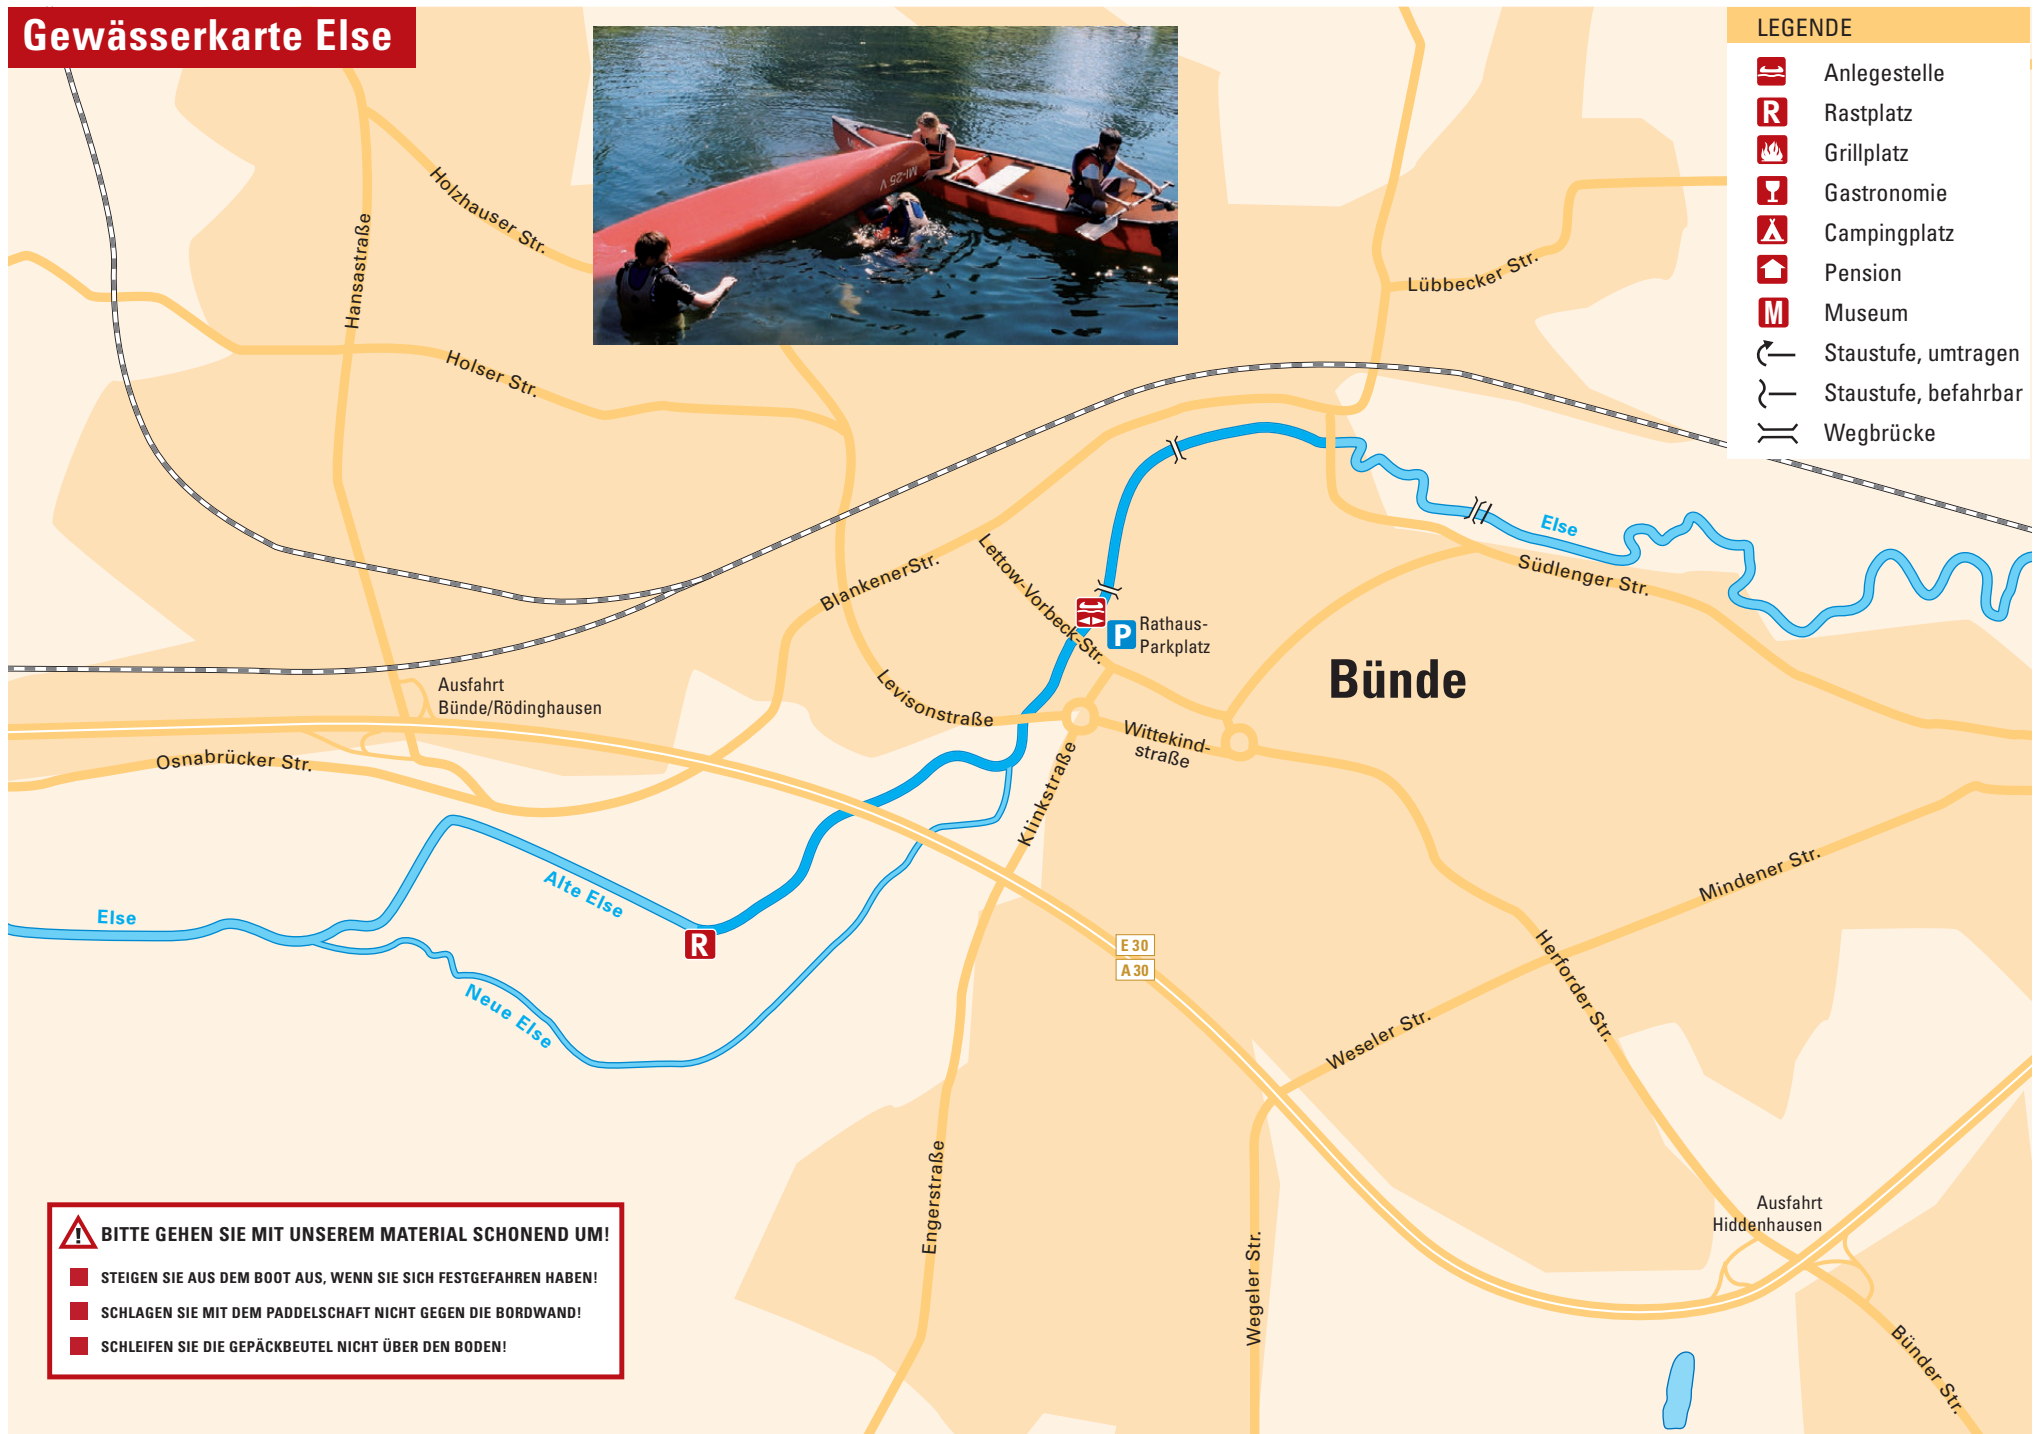 Gewässerkarte Else
LEGENDE
Anlegestelle
R Rastplatz
Grillplatz
Gastronomie
Campingplatz
Pension
M Museum
Staustufe, umtragen
Staustufe, befahrbar
Wegbrücke
MI-25 V
Holzhauser Str.
Hansastraße
Lübbecker Str.
Holser Str.
Else
Lettow-Vorbeck-Str.
Blankener Str.
Südlenger Str.
P
Rathaus-
Parkplatz
Bünde
Ausfahrt
Bünde/Rödinghausen
Levisonstraße
Wittekind-
straße
Osnabrücker Str.
Klinkstraße
Alte Else
Else
R
Mindener Str.
E 30
A 30
Herforder Str.
Neue Else
Weseler Str.
Engerstraße
Ausfahrt
Hiddenhausen
Wegeler Str.
Bünder Str.
! BITTE GEHEN SIE MIT UNSEREM MATERIAL SCHONEND UM!
STEIGEN SIE AUS DEM BOOT AUS, WENN SIE SICH FESTGEFAHREN HABEN!
SCHLAGEN SIE MIT DEM PADDELSCHAFT NICHT GEGEN DIE BORDWAND!
SCHLEIFEN SIE DIE GEPÄCKBEUTEL NICHT ÜBER DEN BODEN!